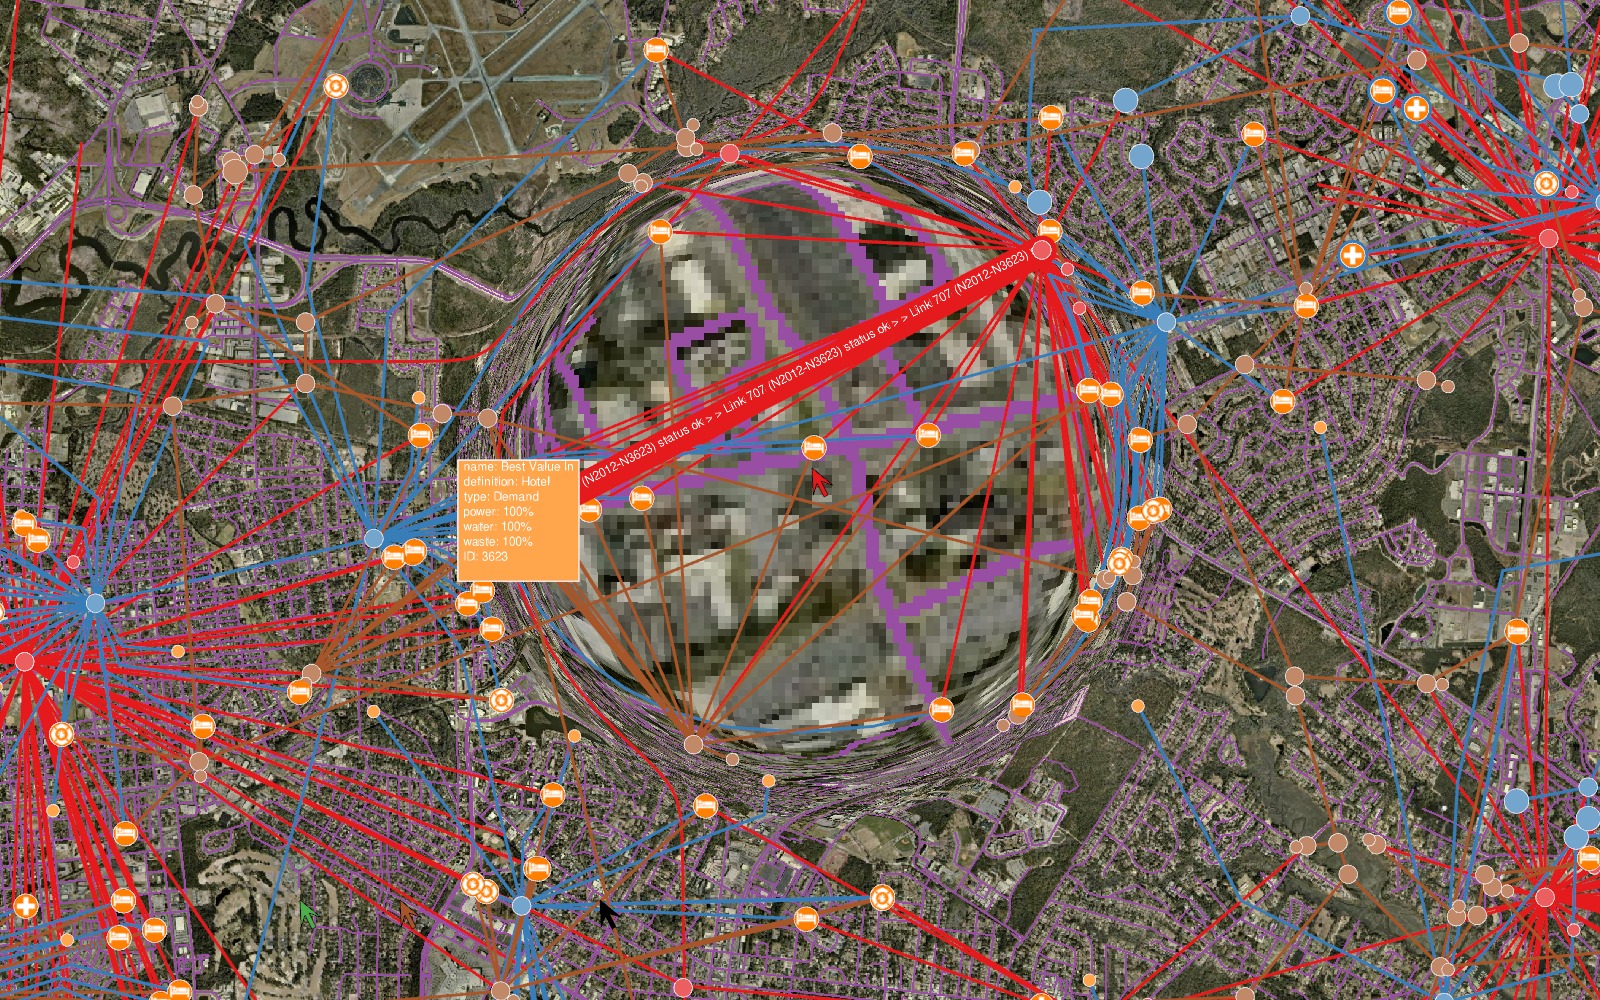 (N2012-N3623) status ok > > Link 707 (N2012-N3623) status ok > > Link 707 (N2012-N3623)
name: Best Value In
definition: Hotel
type: Demand
power: 100%
water: 100%
waste: 100%
ID: 3623